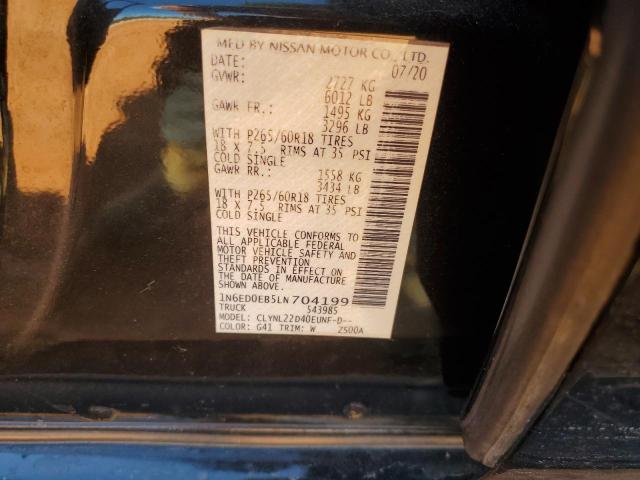 MFD BY NISSAN MOTOR CO., LTD.
DATE: 07/20
GVWR: 2727 KG
6012 LB
GAWR FR.: 1495 KG
3296 LB
WITH P265/60R18 TIRES
18 X 7.5 RIMS AT 35 PSI
COLD SINGLE
GAWR RR.: 1558 KG
3434 LB
WITH P265/60R18 TIRES
18 X 7.5 RIMS AT 35 PSI
COLD SINGLE
THIS VEHICLE CONFORMS TO
ALL APPLICABLE FEDERAL
MOTOR VEHICLE SAFETY AND
THEFT PREVENTION
STANDARDS IN EFFECT ON
THE DATE OF MANUFACTURE
SHOWN ABOVE.
1N6ED0EB5LN704199
TRUCK 543985
MODEL: CLYNL22D40EUNF-D--
COLOR: G41 TRIM: W 2500A